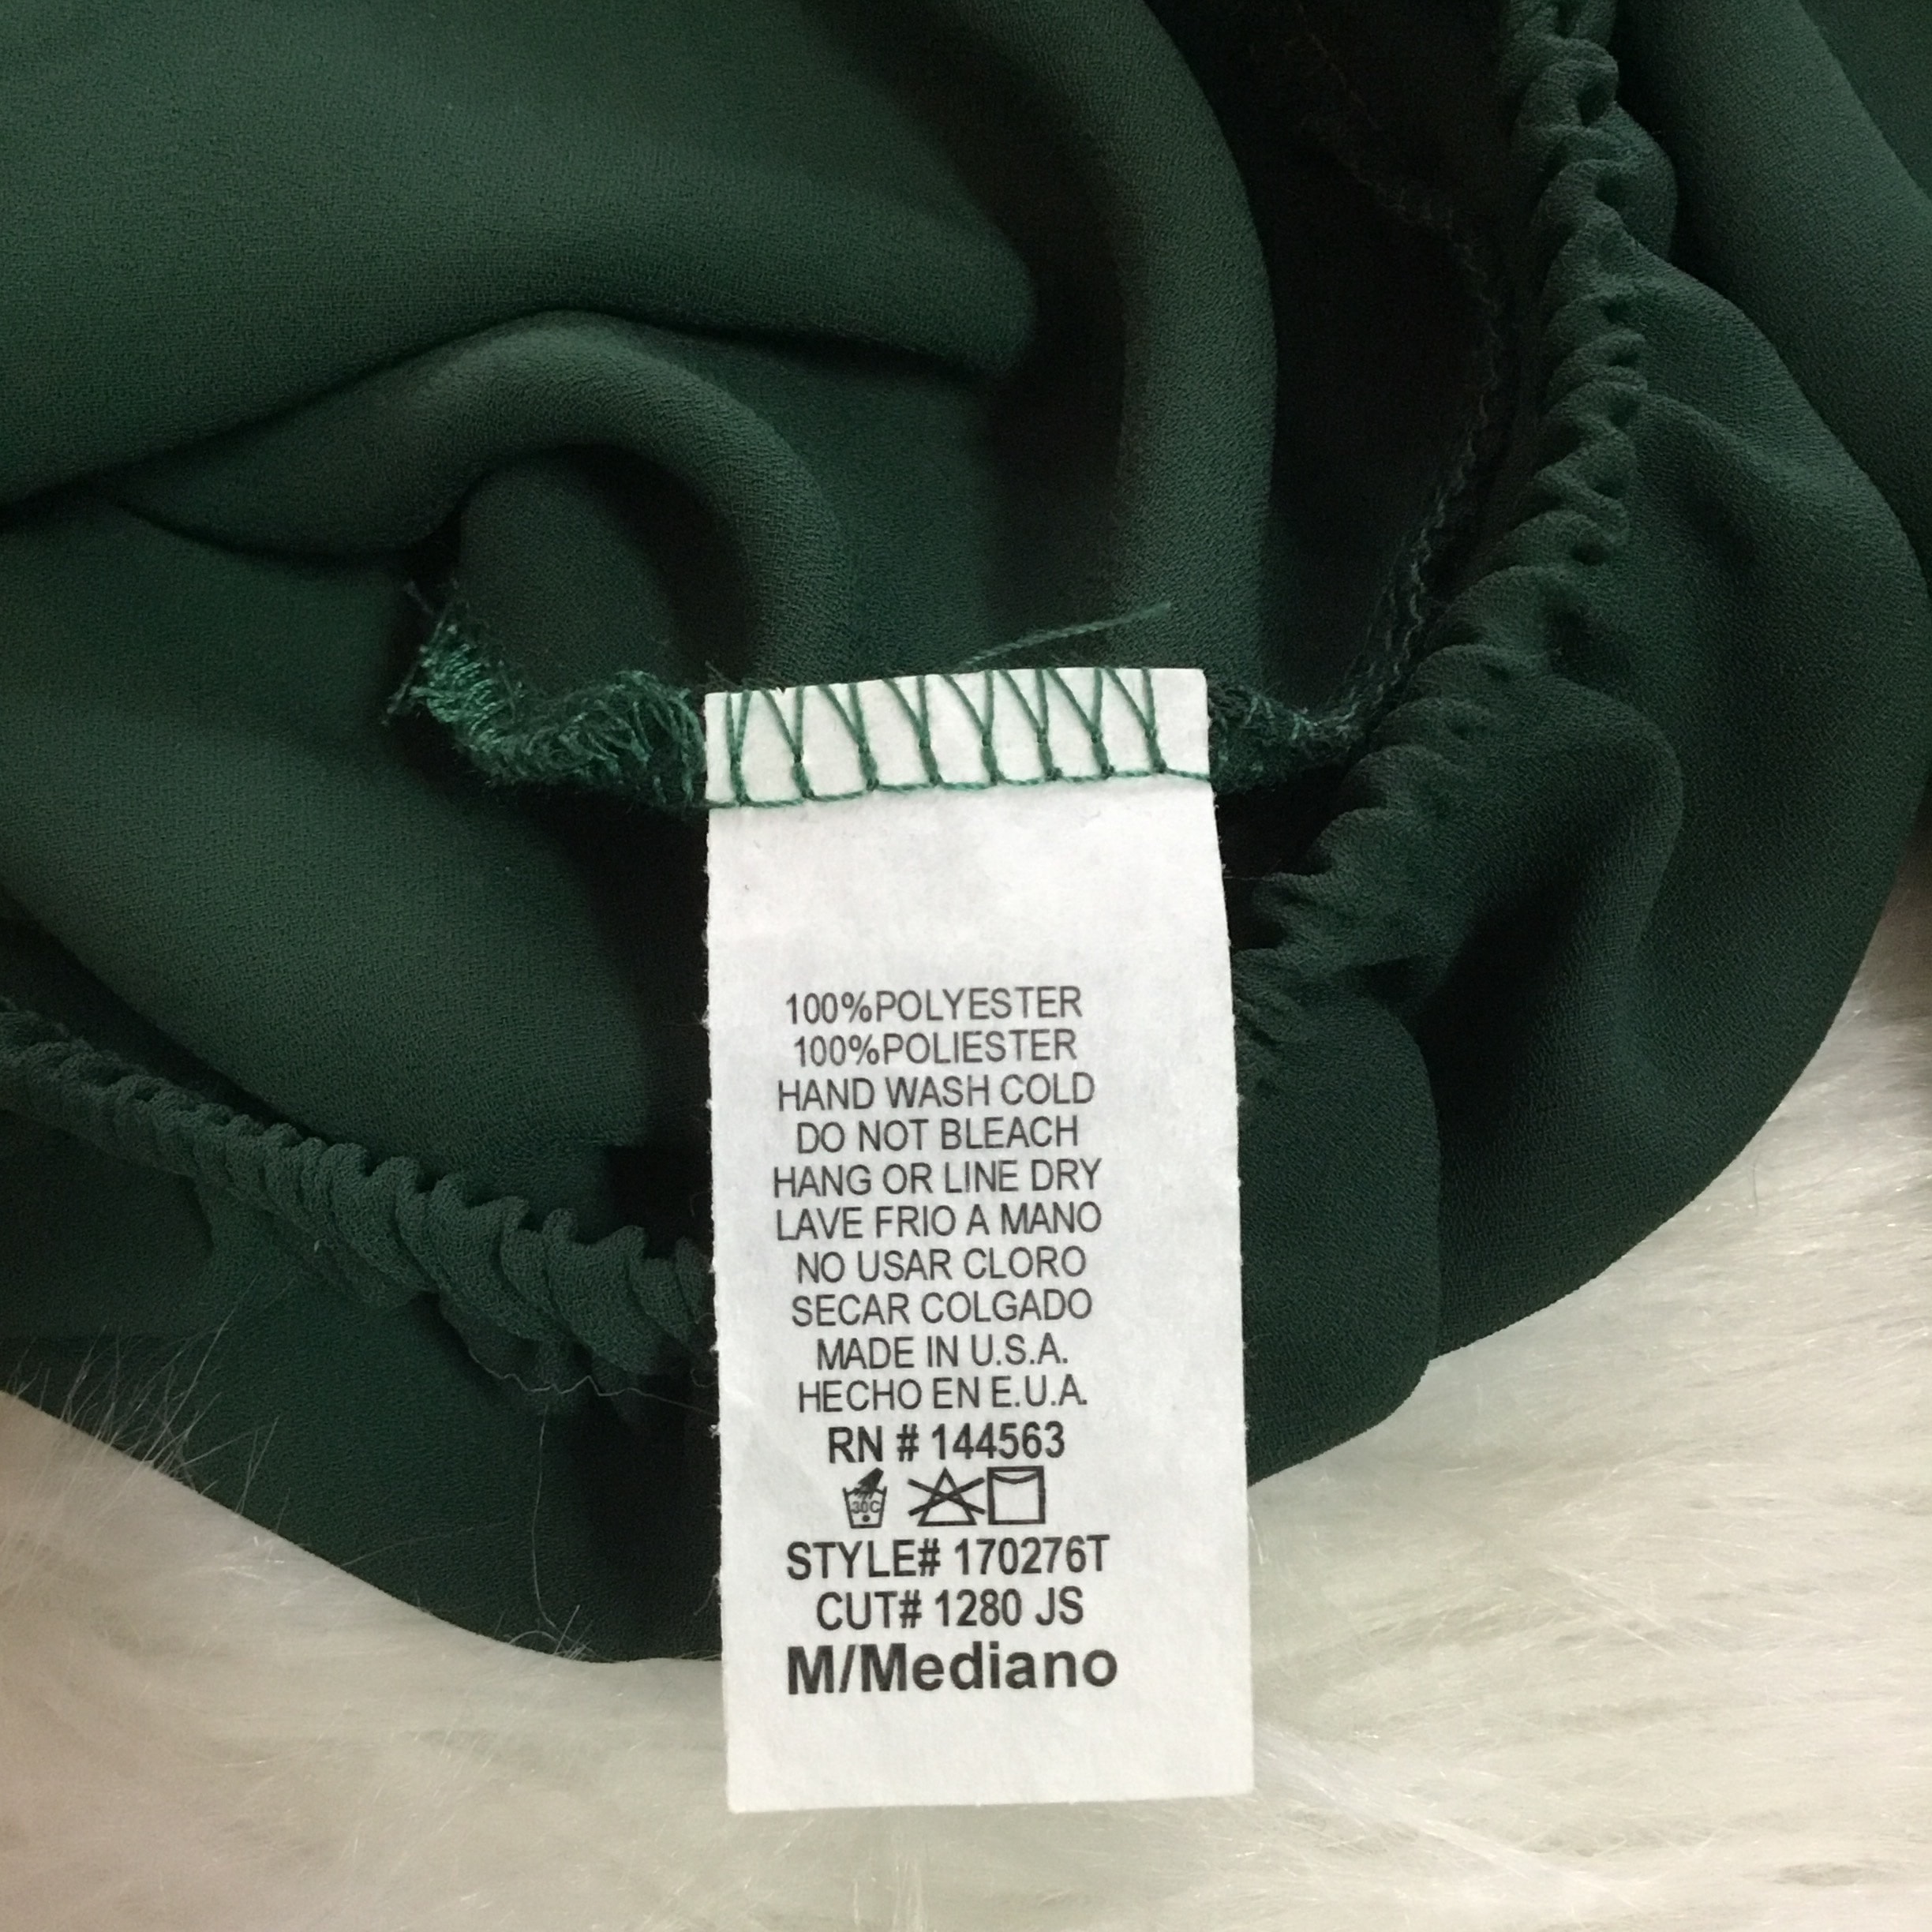 100%POLYESTER
100%POLIESTER
HAND WASH COLD
DO NOT BLEACH
HANG OR LINE DRY
LAVE FRIO A MANO
NO USAR CLORO
SECAR COLGADO
MADE IN U.S.A.
HECHO EN E.U.A.
RN # 144563
30C
STYLE# 170276T
CUT# 1280 JS
M/Mediano